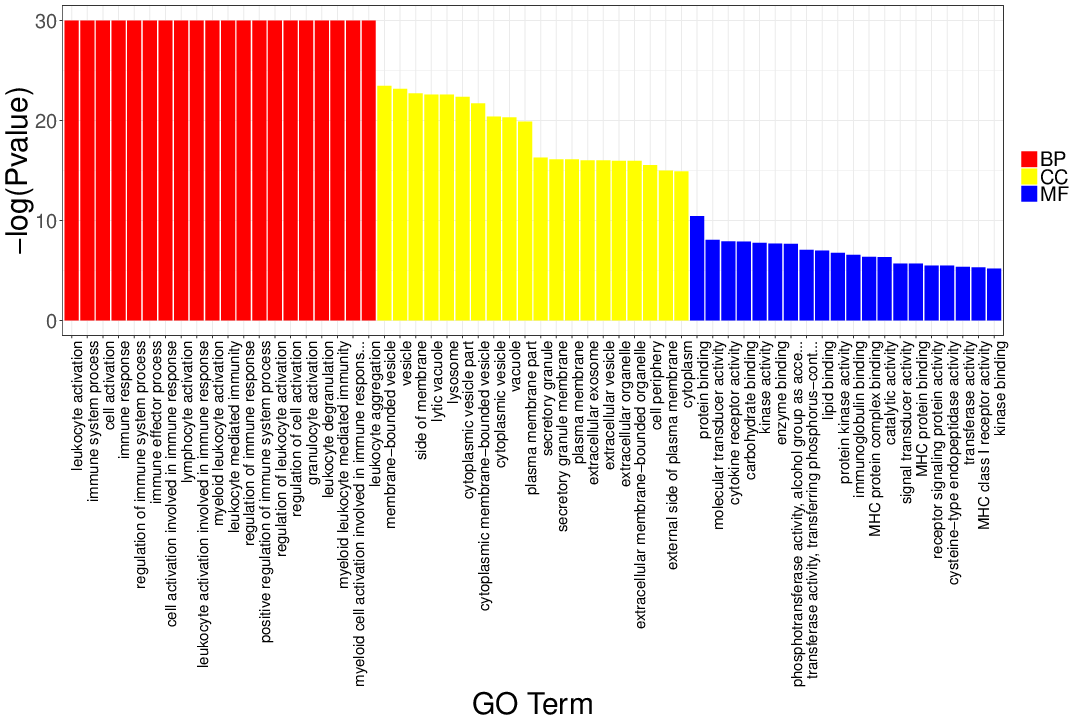 −log(Pvalue)
30
20
10
0
leukocyte activation
immune system process
cell activation
immune response
regulation of immune system process
immune effector process
cell activation involved in immune response
lymphocyte activation
leukocyte activation involved in immune response
myeloid leukocyte activation
leukocyte mediated immunity
regulation of immune response
positive regulation of immune system process
regulation of leukocyte activation
regulation of cell activation
granulocyte activation
leukocyte degranulation
myeloid leukocyte mediated immunity
myeloid cell activation involved in immune respons...
leukocyte aggregation
membrane−bounded vesicle
vesicle
side of membrane
lytic vacuole
lysosome
cytoplasmic vesicle part
cytoplasmic membrane−bounded vesicle
cytoplasmic vesicle
vacuole
plasma membrane part
secretory granule
secretory granule membrane
plasma membrane
extracellular exosome
extracellular vesicle
extracellular organelle
extracellular membrane−bounded organelle
cell periphery
external side of plasma membrane
cytoplasm
protein binding
molecular transducer activity
cytokine receptor activity
carbohydrate binding
kinase activity
enzyme binding
phosphotransferase activity, alcohol group as acce...
transferase activity, transferring phosphorus−cont...
lipid binding
protein kinase activity
immunoglobulin binding
MHC protein complex binding
catalytic activity
signal transducer activity
MHC protein binding
receptor signaling protein activity
cysteine−type endopeptidase activity
transferase activity
MHC class I receptor activity
kinase binding
GO Term
BP
CC
MF